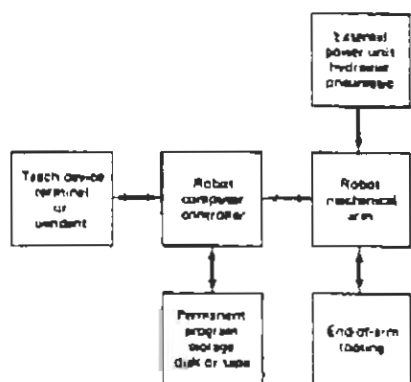 External
power unit
hydraulic
pneumatic
Teach device
terminal
or
pendant
Robot
computer
controller
Robot
mechanical
arm
Permanent
program
storage
disk or tape
End-of-arm
tooling